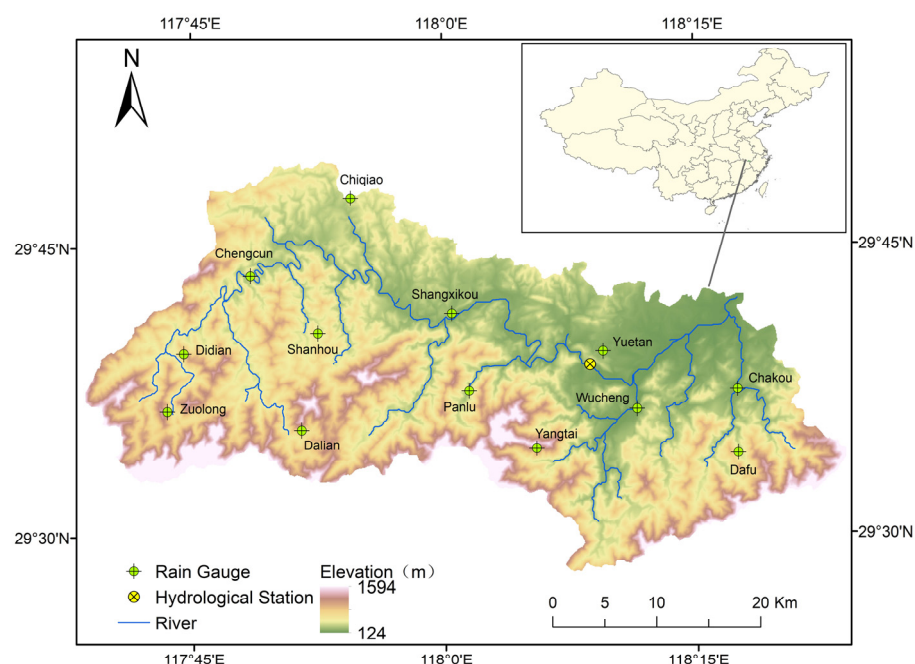 117°45'E 118°0'E 118°15'E
N
Chiqiao
29°45'N 29°45'N
Chengcun
Shangxikou
Yuetan
Didian Shanhou
Chakou
Wucheng
Zuolong Panlu
Yangtai
Dalian
Dafu
29°30'N 29°30'N
Rain Gauge Elevation（m）
1594
Hydrological Station
0 5 10 20 Km
River
124
117°45'E 118°0'E 118°15'E